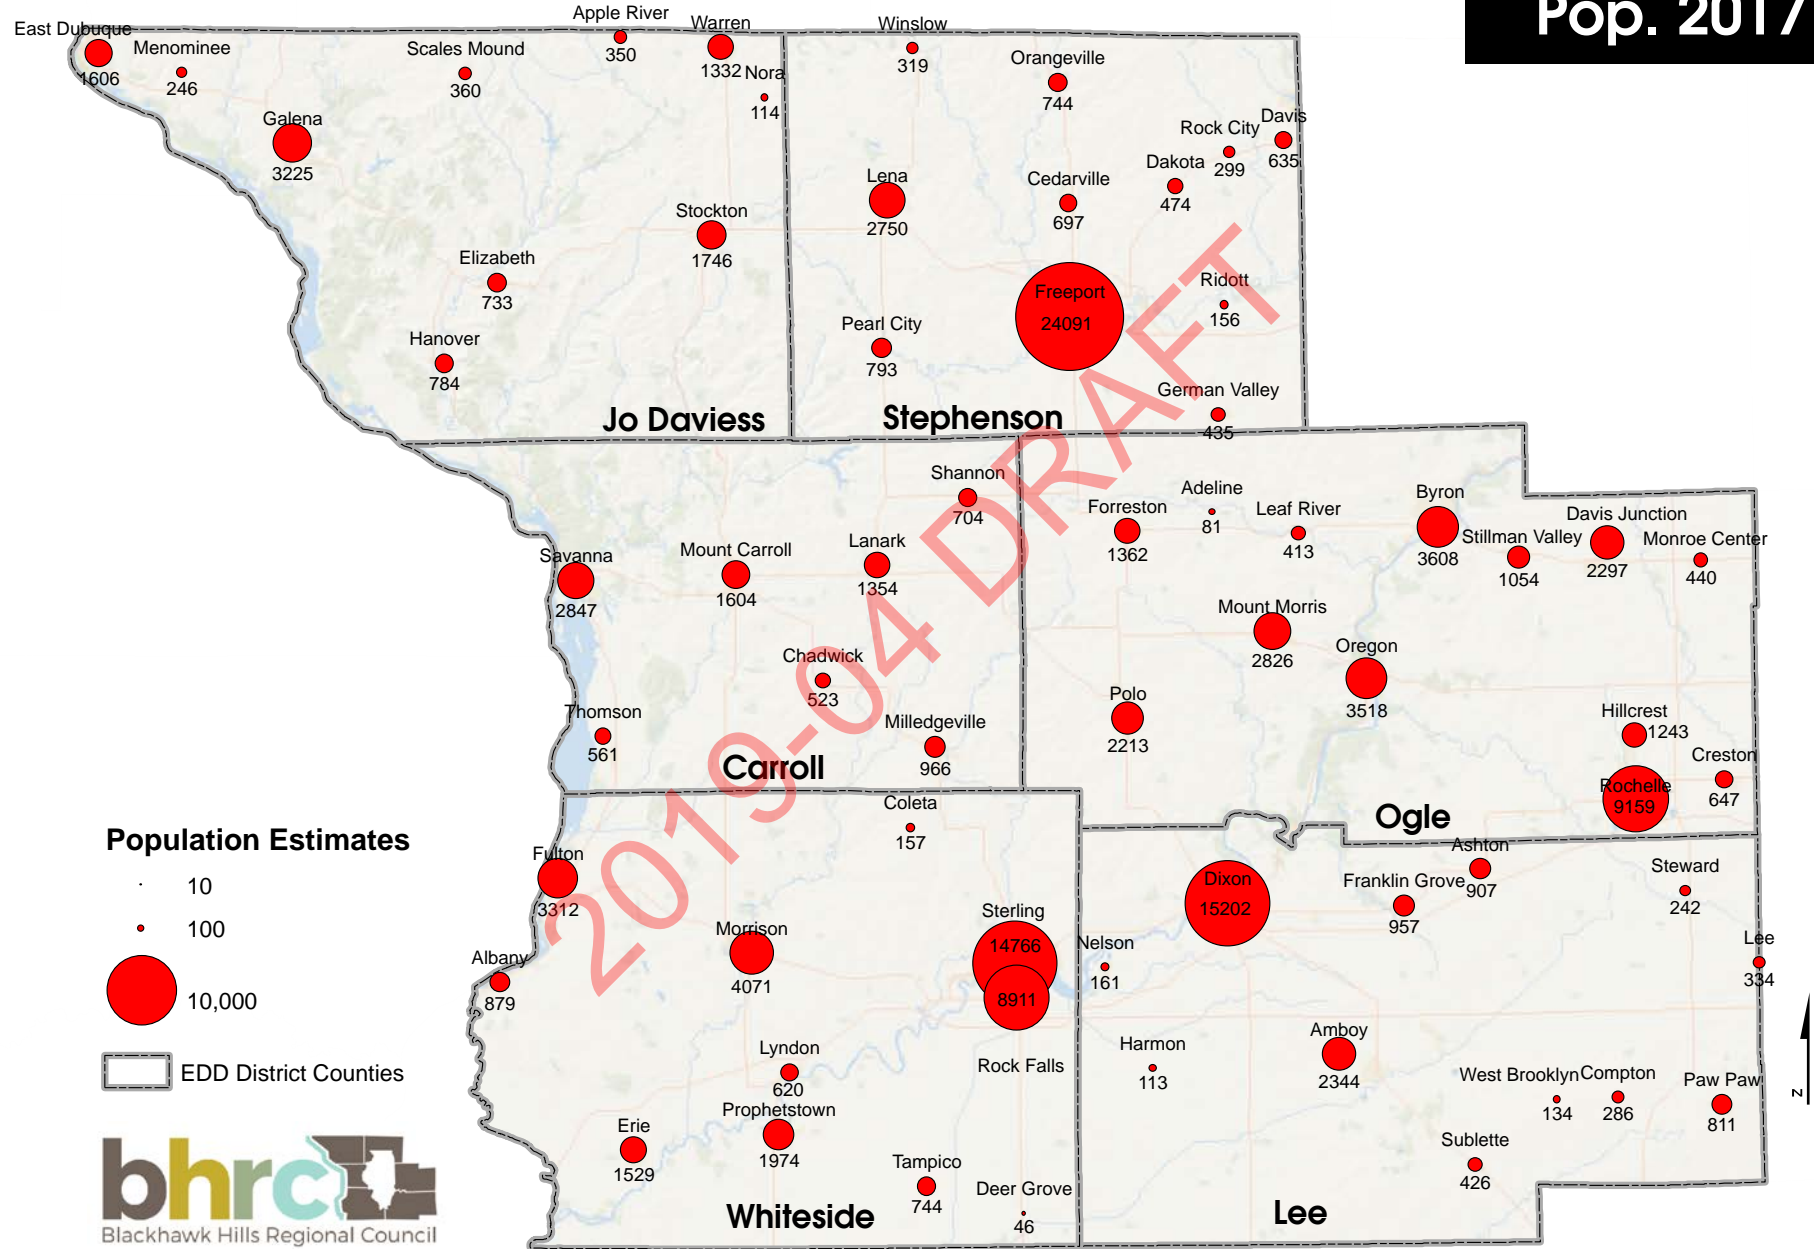 Pop. 2017
East Dubuque
1606
Menominee
246
Galena
3225
Scales Mound
360
Apple River
350
Warren
1332
Nora
114
Stockton
1746
Elizabeth
733
Hanover
784
Jo Daviess
Winslow
319
Orangeville
744
Davis
635
Rock City
299
Dakota
474
Lena
2750
Cedarville
697
Freeport
24091
Ridott
156
Pearl City
793
German Valley
435
Stephenson
Shannon
704
Savanna
2847
Mount Carroll
1604
Lanark
1354
Chadwick
523
Thomson
561
Milledgeville
966
Carroll
Forreston
1362
Adeline
81
Leaf River
413
Byron
3608
Stillman Valley
1054
Davis Junction
2297
Monroe Center
440
Mount Morris
2826
Oregon
3518
Polo
2213
Hillcrest
1243
Creston
647
Rochelle
9159
Ogle
Coleta
157
Fulton
3312
Albany
879
Morrison
4071
Sterling
14766
8911
Rock Falls
Lyndon
620
Prophetstown
1974
Erie
1529
Tampico
744
Deer Grove
46
Whiteside
Dixon
15202
Nelson
161
Franklin Grove
957
Ashton
907
Steward
242
Lee
334
Harmon
113
Amboy
2344
West Brooklyn
134
Compton
286
Paw Paw
811
Sublette
426
Lee
2019-04 DRAFT
Population Estimates
10
100
10,000
EDD District Counties
bhrc
Blackhawk Hills Regional Council
N